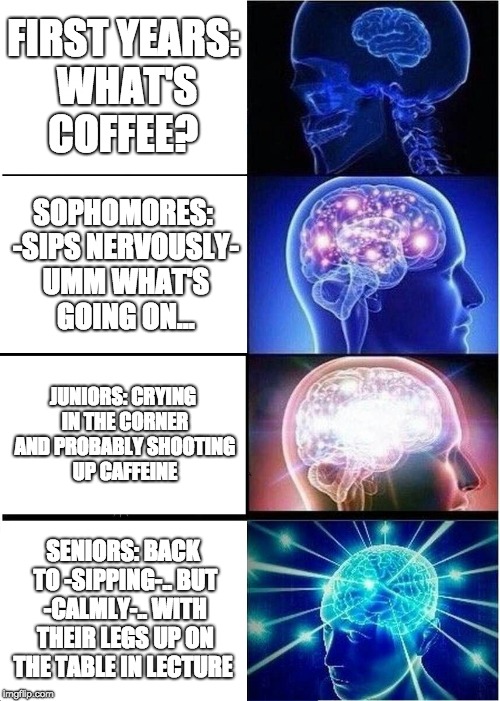 FIRST YEARS:
WHAT'S
COFFEE?
SOPHOMORES:
-SIPS NERVOUSLY-
UMM WHAT'S
GOING ON...
JUNIORS: CRYING
IN THE CORNER
AND PROBABLY SHOOTING
UP CAFFEINE
SENIORS: BACK
TO -SIPPING-.. BUT
-CALMLY-.. WITH
THEIR LEGS UP ON
THE TABLE IN LECTURE
imgflip.com